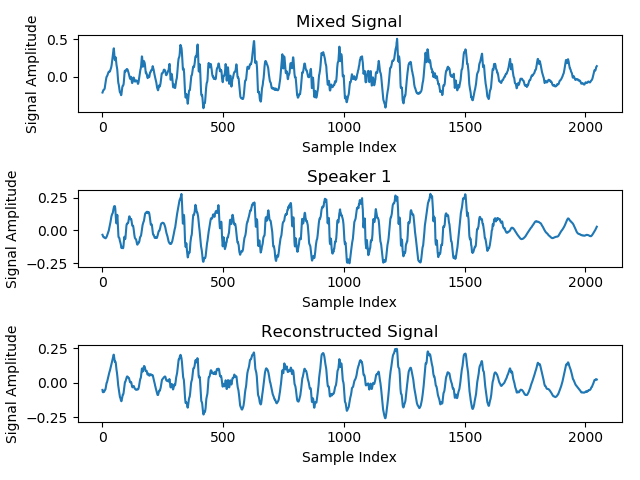 Mixed Signal
Signal Amplitude
0.5
0.0
0 500 1000 1500 2000
Sample Index
Speaker 1
Signal Amplitude
0.25
0.00
−0.25
0 500 1000 1500 2000
Sample Index
Reconstructed Signal
Signal Amplitude
0.25
0.00
−0.25
0 500 1000 1500 2000
Sample Index